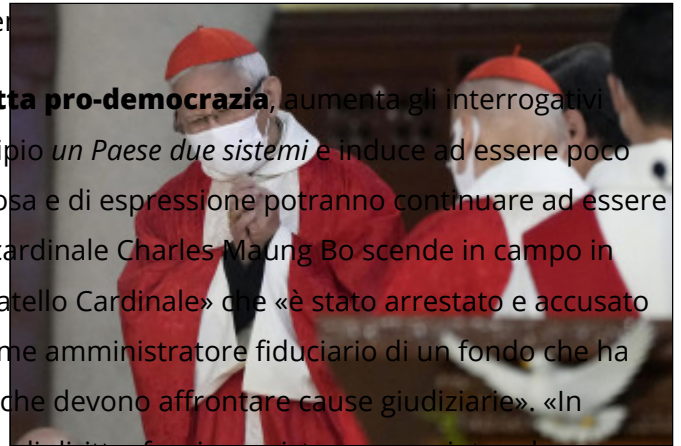 er
tta pro-democrazia, aumenta gli interrogativi
ipio un Paese due sistemi e induce ad essere poco
osa e di espressione potranno continuare ad essere
cardinale Charles Maung Bo scende in campo in
atello Cardinale» che «è stato arrestato e accusato
me amministratore fiduciario di un fondo che ha
che devono affrontare cause giudiziarie». «In